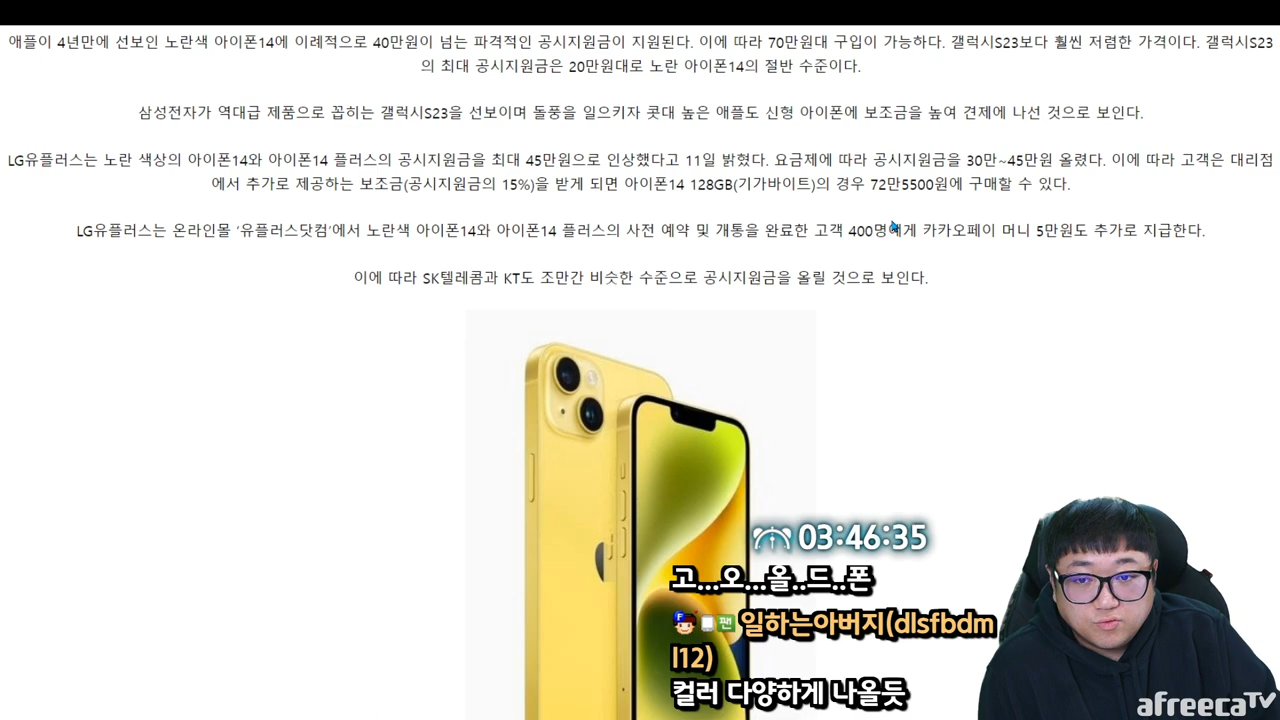 애플이 4년만에 선보인 노란색 아이폰14에 이례적으로 40만원이 넘는 파격적인 공시지원금이 지원된다. 이에 따라 70만원대 구입이 가능하다. 갤럭시S23보다 훨씬 저렴한 가격이다. 갤럭시S23
의 최대 공시지원금은 20만원대로 노란 아이폰14의 절반 수준이다.
삼성전자가 역대급 제품으로 꼽히는 갤럭시S23을 선보이며 돌풍을 일으키자 콧대 높은 애플도 신형 아이폰에 보조금을 높여 견제에 나선 것으로 보인다.
LG유플러스는 노란 색상의 아이폰14와 아이폰14 플러스의 공시지원금을 최대 45만원으로 인상했다고 11일 밝혔다. 요금제에 따라 공시지원금을 30만~45만원 올렸다. 이에 따라 고객은 대리점
에서 추가로 제공하는 보조금(공시지원금의 15%)을 받게 되면 아이폰14 128GB(기가바이트)의 경우 72만5500원에 구매할 수 있다.
LG유플러스는 온라인몰 '유플러스닷컴'에서 노란색 아이폰14와 아이폰14 플러스의 사전 예약 및 개통을 완료한 고객 400명에게 카카오페이 머니 5만원도 추가로 지급한다.
이에 따라 SK텔레콤과 KT도 조만간 비슷한 수준으로 공시지원금을 올릴 것으로 보인다.
03:46:35
고...오...올..드..폰
F 팬 일하는아버지(dlsfbdm
l12)
컬러 다양하게 나올듯
afreecaTV